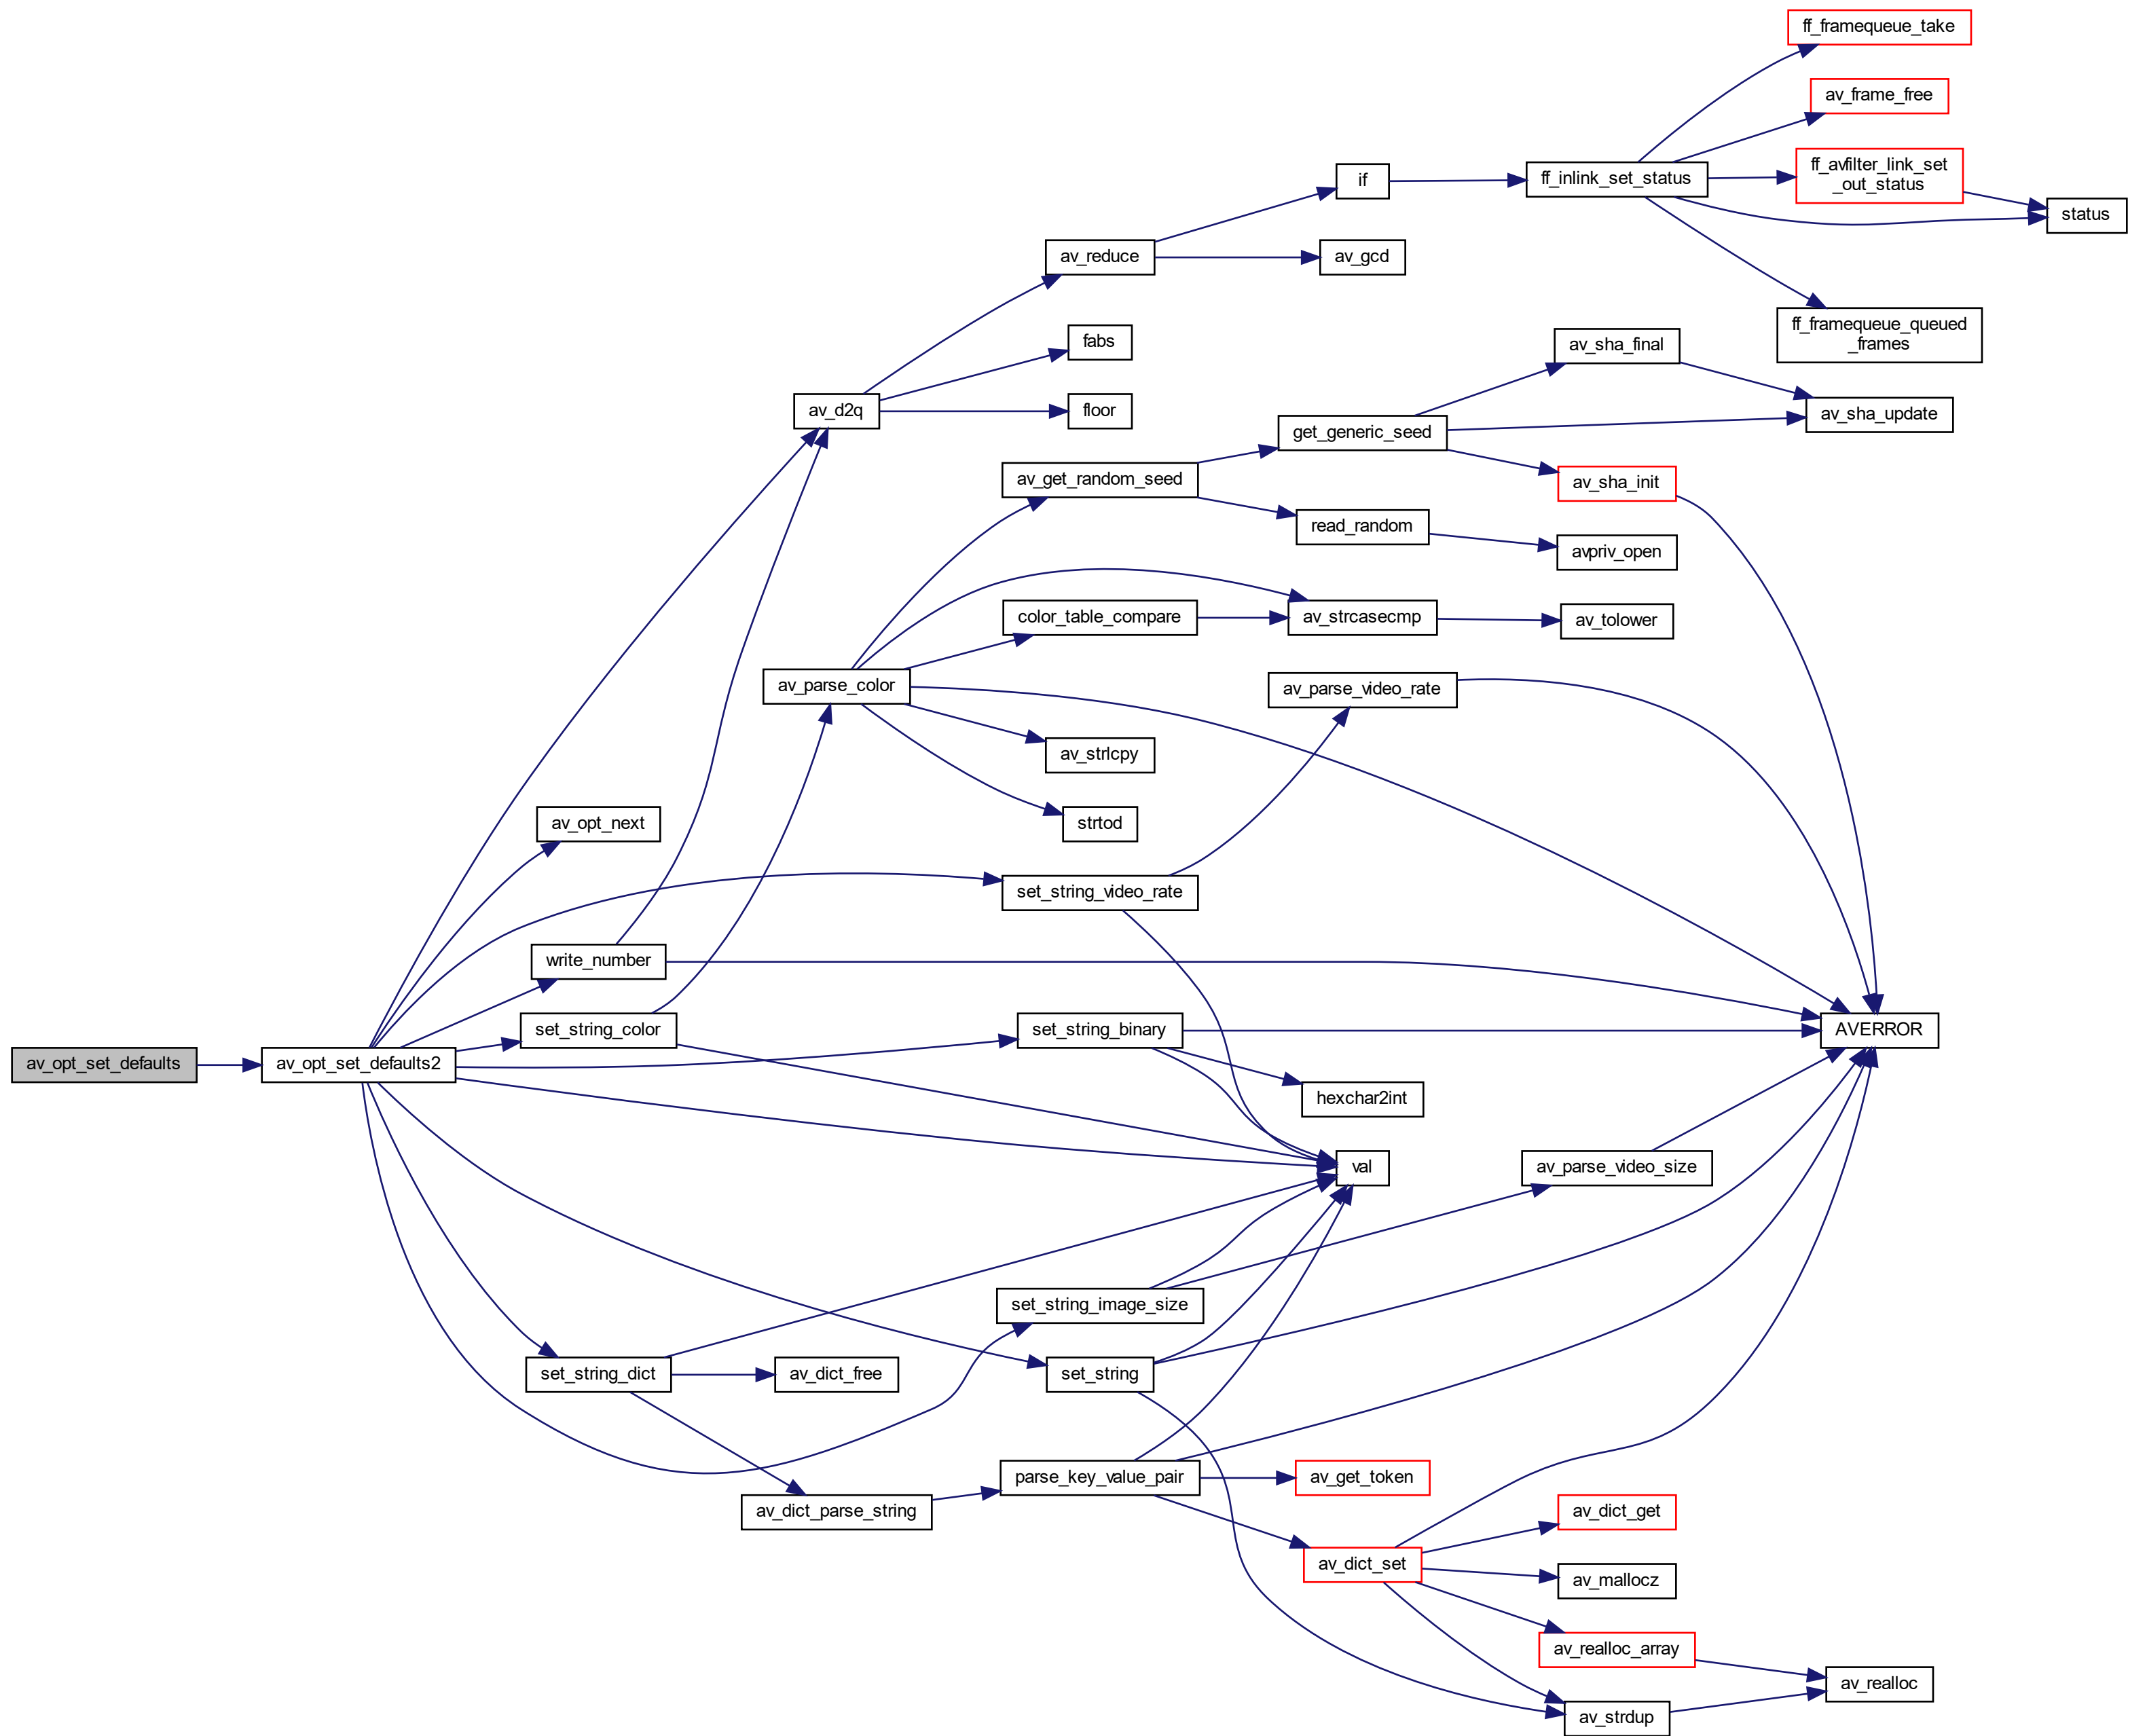 ff_framequeue_take
av_frame_free
if
ff_inlink_set_status
ff_avfilter_link_set
_out_status
status
av_reduce
av_gcd
ff_framequeue_queued
_frames
fabs
av_sha_final
av_d2q
floor
av_sha_update
get_generic_seed
av_get_random_seed
av_sha_init
read_random
avpriv_open
color_table_compare
av_strcasecmp
av_tolower
av_parse_color
av_parse_video_rate
av_strlcpy
av_opt_next
strtod
set_string_video_rate
write_number
set_string_color
set_string_binary
AVERROR
av_opt_set_defaults
av_opt_set_defaults2
hexchar2int
val
av_parse_video_size
set_string_image_size
set_string_dict
av_dict_free
set_string
parse_key_value_pair
av_get_token
av_dict_parse_string
av_dict_get
av_dict_set
av_mallocz
av_realloc_array
av_realloc
av_strdup